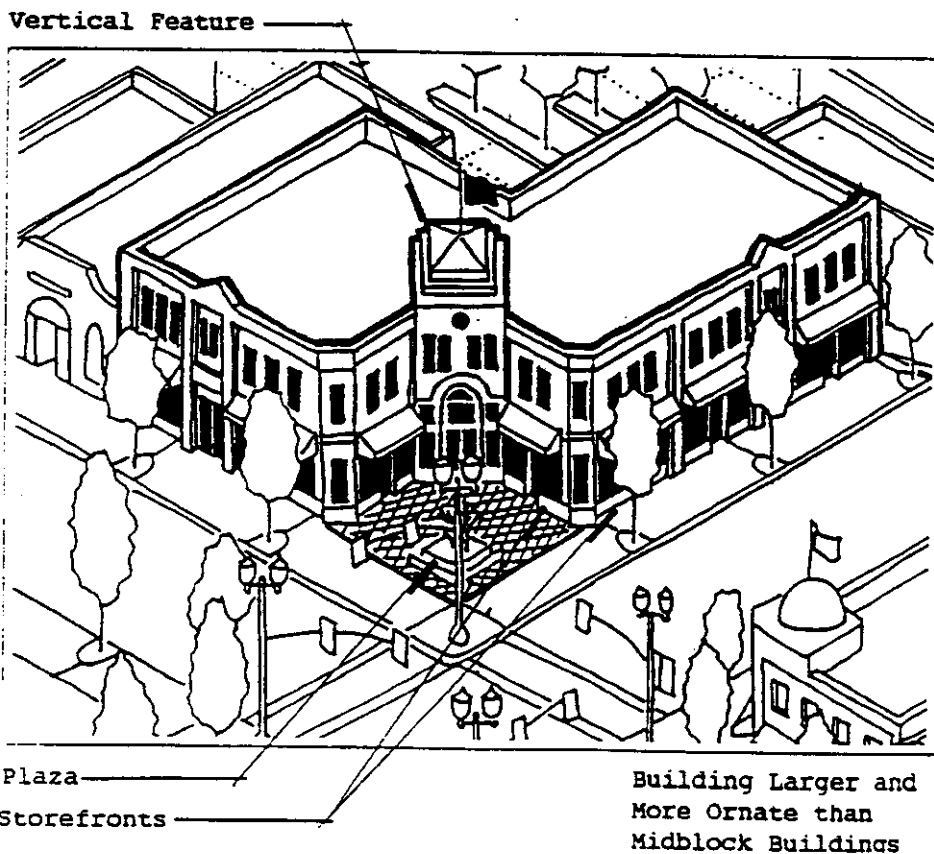 Vertical Feature
Plaza
Storefronts
Building Larger and
More Ornate than
Midblock Buildings